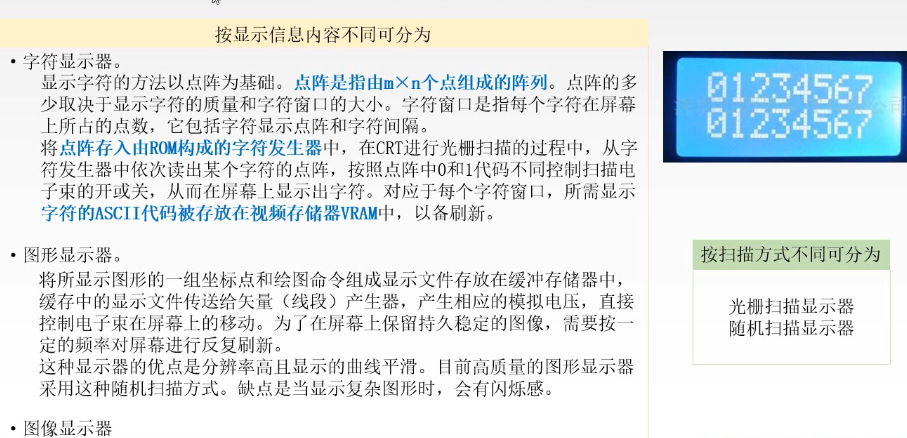 按显示信息内容不同可分为
• 字符显示器。
显示字符的方法以点阵为基础。点阵是指由m×n个点组成的阵列。点阵的多
少取决于显示字符的质量和字符窗口的大小。字符窗口是指每个字符在屏幕
上所占的点数，它包括字符显示点阵和字符间隔。
将点阵存入由ROM构成的字符发生器中，在CRT进行光栅扫描的过程中，从字
符发生器中依次读出某个字符的点阵，按照点阵中0和1代码不同控制扫描电
子束的开或关，从而在屏幕上显示出字符。对应于每个字符窗口，所需显示
字符的ASCII代码被存放在视频存储器VRAM中，以备刷新。
• 图形显示器。
将所显示图形的一组坐标点和绘图命令组成显示文件存放在缓冲存储器中，
缓存中的显示文件传送给矢量（线段）产生器，产生相应的模拟电压，直接
控制电子束在屏幕上的移动。为了在屏幕上保留持久稳定的图像，需要按一
定的频率对屏幕进行反复刷新。
这种显示器的优点是分辨率高且显示的曲线平滑。目前高质量的图形显示器
采用这种随机扫描方式。缺点是当显示复杂图形时，会有闪烁感。
• 图像显示器
01234567
01234567
按扫描方式不同可分为
光栅扫描显示器
随机扫描显示器